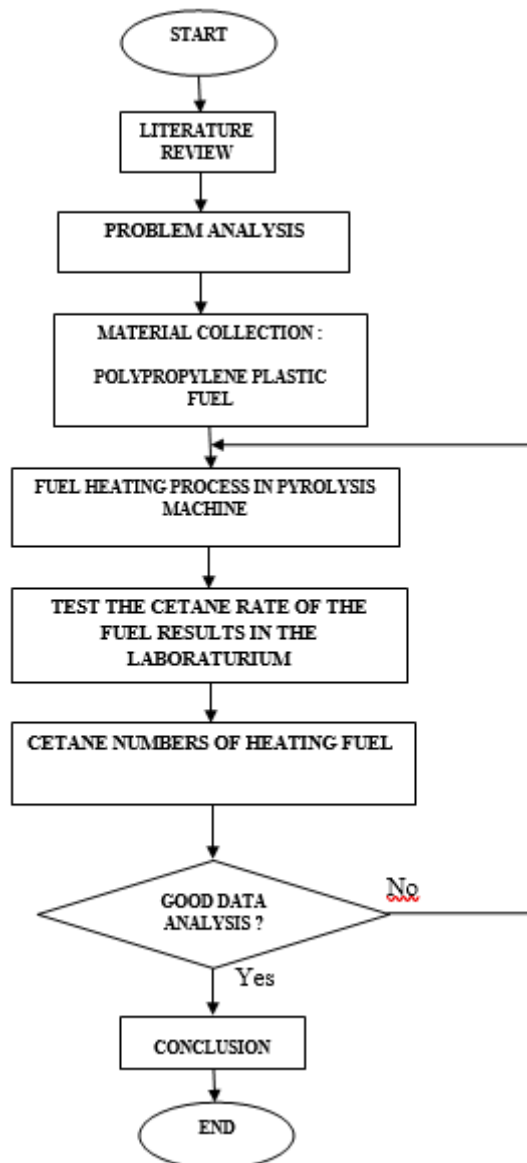 START
LITERATURE
REVIEW
PROBLEM ANALYSIS
MATERIAL COLLECTION :
POLYPROPYLENE PLASTIC
FUEL
FUEL HEATING PROCESS IN PYROLYSIS
MACHINE
TEST THE CETANE RATE OF THE
FUEL RESULTS IN THE
LABORATURIUM
CETANE NUMBERS OF HEATING FUEL
GOOD DATA
ANALYSIS ?
No
Yes
CONCLUSION
END